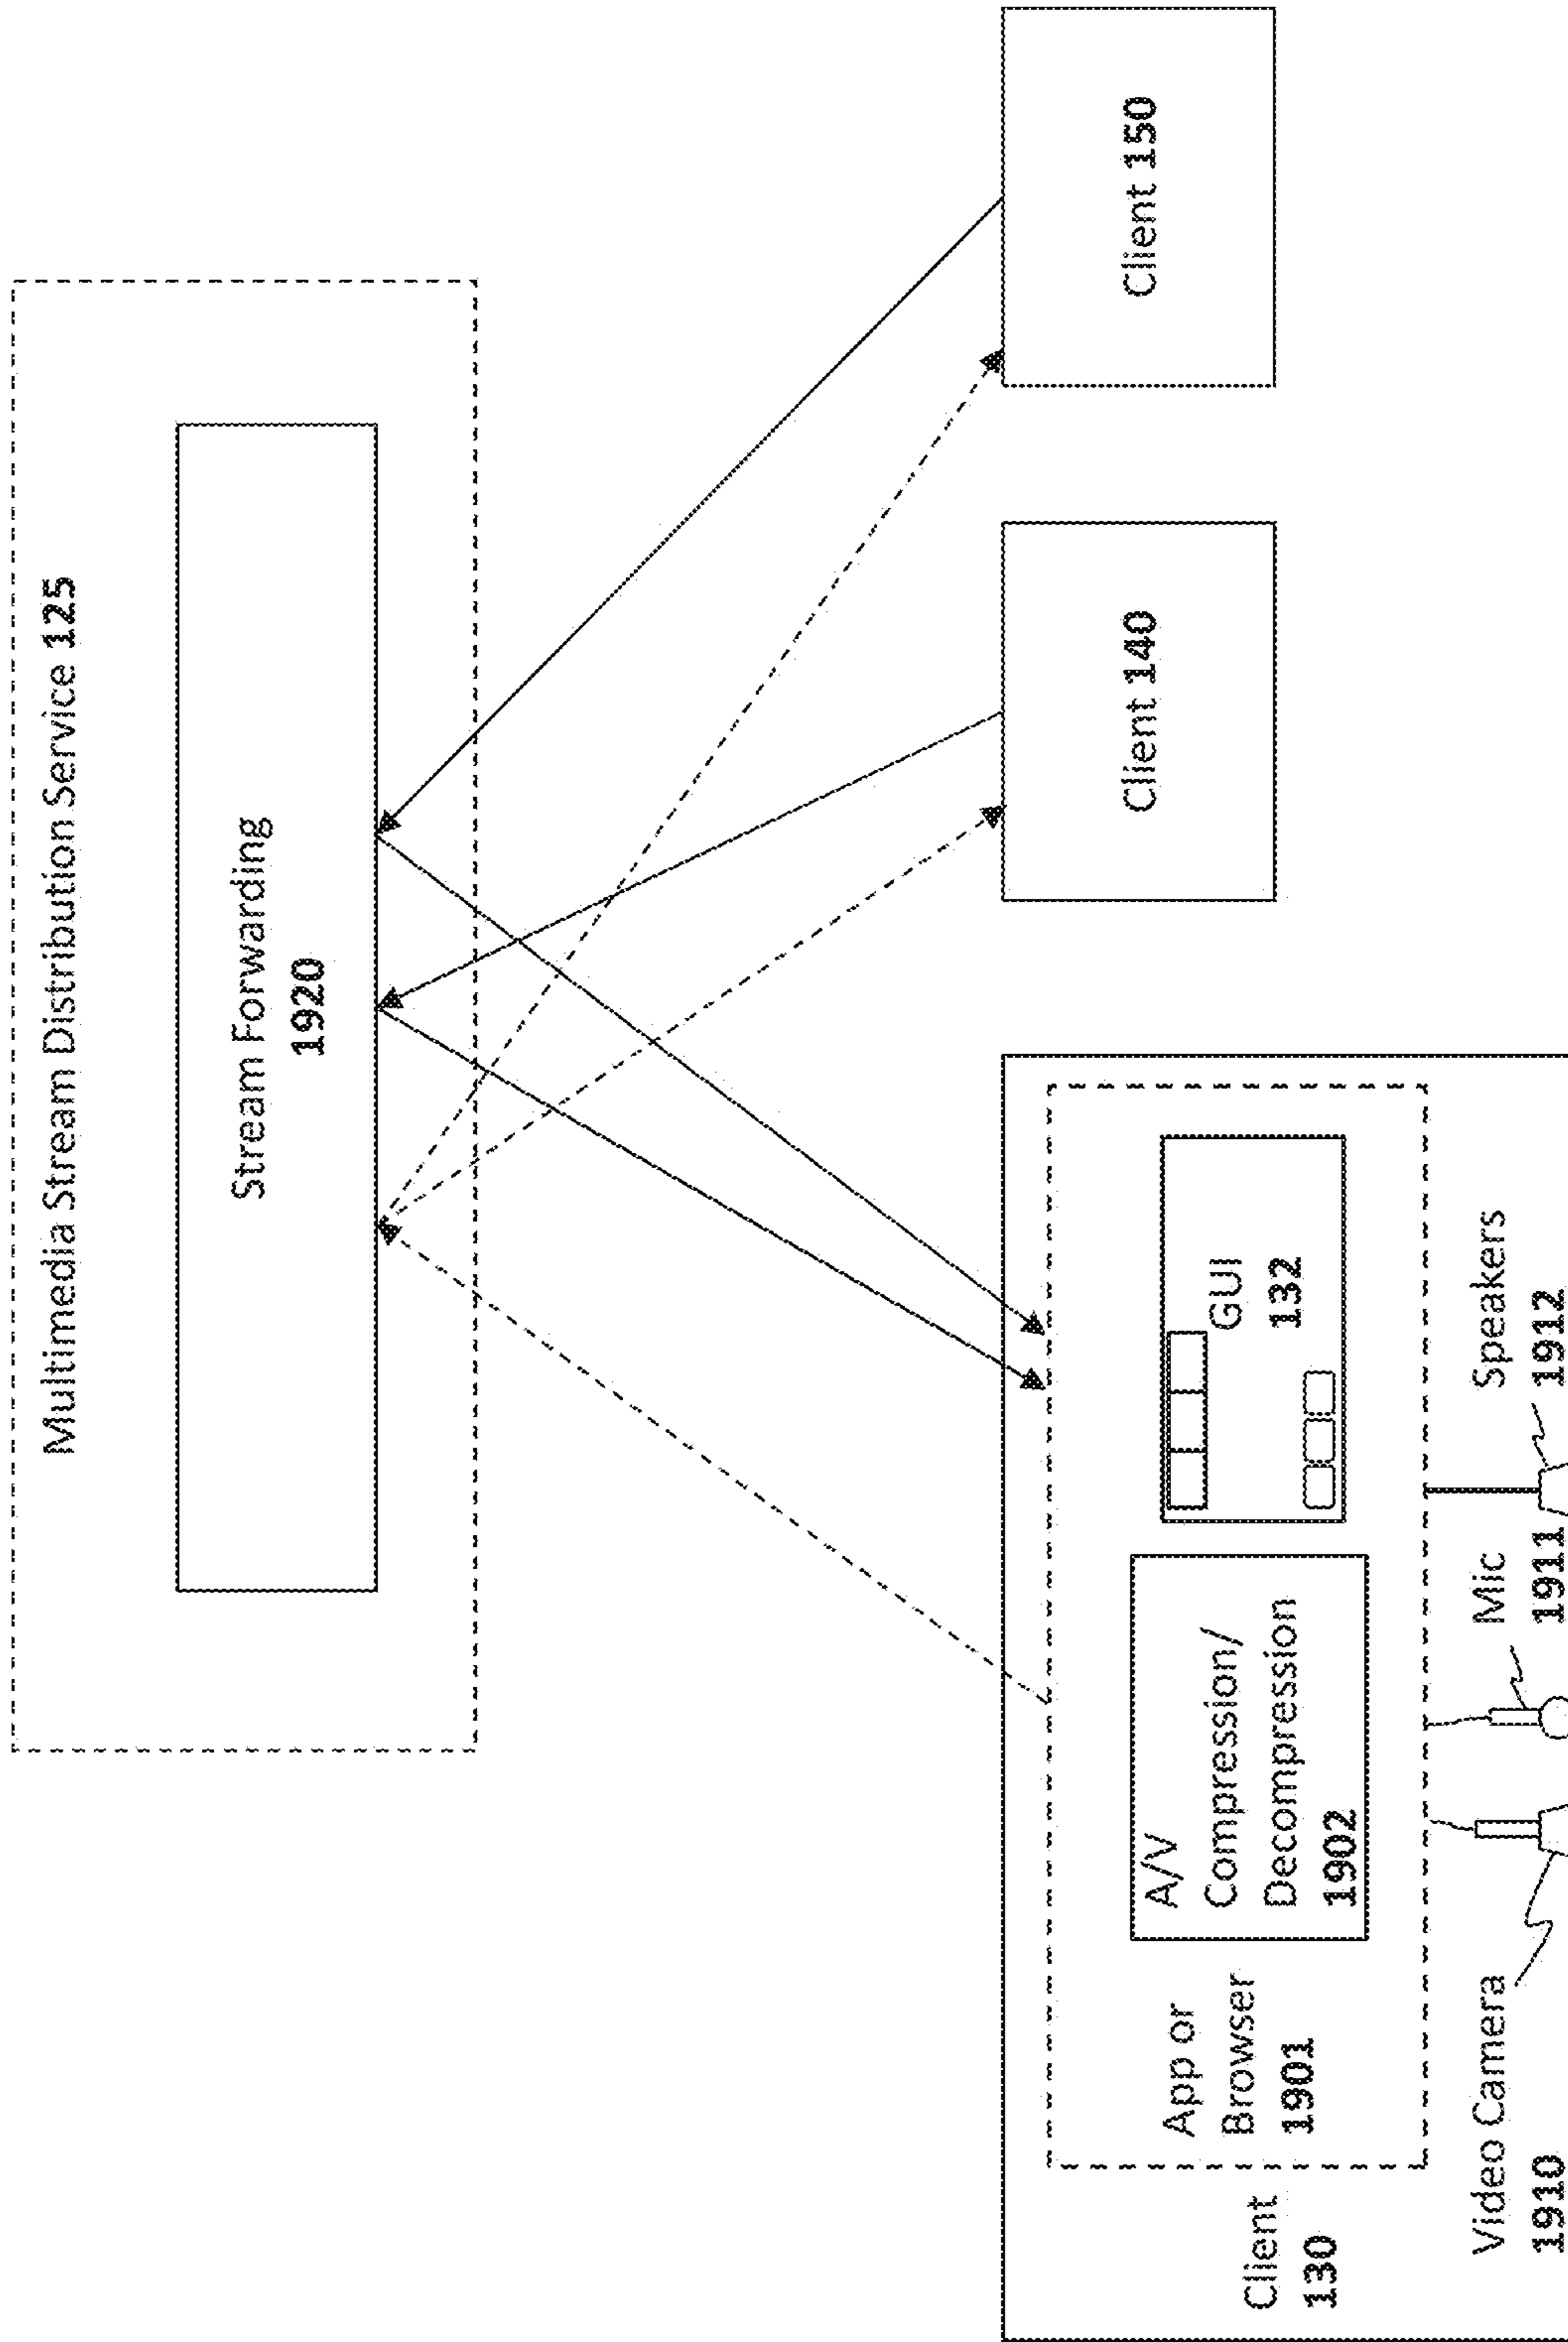 Multimedia Stream Distribution Service 125
Stream Forwarding
1920
Client
130
App or
Browser
1901
A/V
Compression/
Decompression
1902
GUI
132
Video Camera
1910
Mic
1911
Speakers
1912
Client 140
Client 150